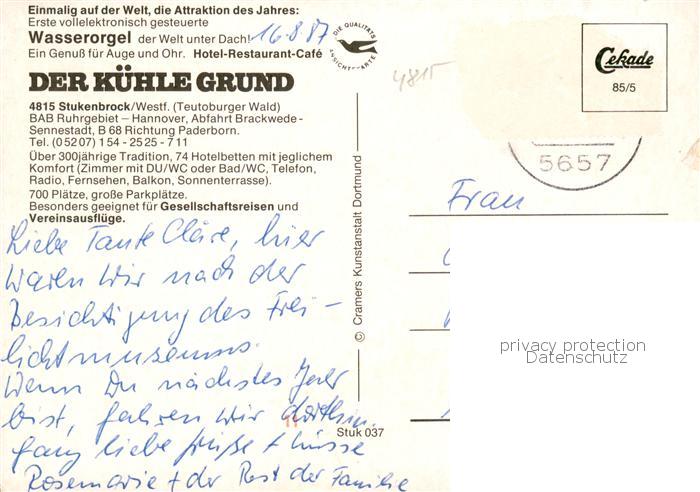 Einmalig auf der Welt, die Attraktion des Jahres:
Erste vollelektronisch gesteuerte
Wasserorgel der Welt unter Dach! 16.8.87
Ein Genuß für Auge und Ohr. Hotel-Restaurant-Café
DIE QUALITÄTS
ANSICHTSKARTE
DER KÜHLE GRUND
4815 Stukenbrock/Westf. (Teutoburger Wald)
BAB Ruhrgebiet – Hannover, Abfahrt Brackwede-
Sennestadt, B 68 Richtung Paderborn.
Tel. (05207) 154-2525-711
Über 300jährige Tradition, 74 Hotelbetten mit jeglichem
Komfort (Zimmer mit DU/WC oder Bad/WC, Telefon,
Radio, Fernsehen, Balkon, Sonnenterrasse).
700 Plätze, große Parkplätze.
Besonders geeignet für Gesellschaftsreisen und
Vereinsausflüge.
Liebe Tante Cläre, hier
waren wir nach der
Besichtigung des Frei-
lichtmuseums.
Wenn Du nächstes Jahr
bist, fahren wir dorthin.
Ganz liebe Grüße + Küsse
Rosemarie + der Rest der Familie
© Cramers Kunstanstalt Dortmund
Stuk 037
4815
Cekade
85/5
5657
Frau
privacy protection
Datenschutz